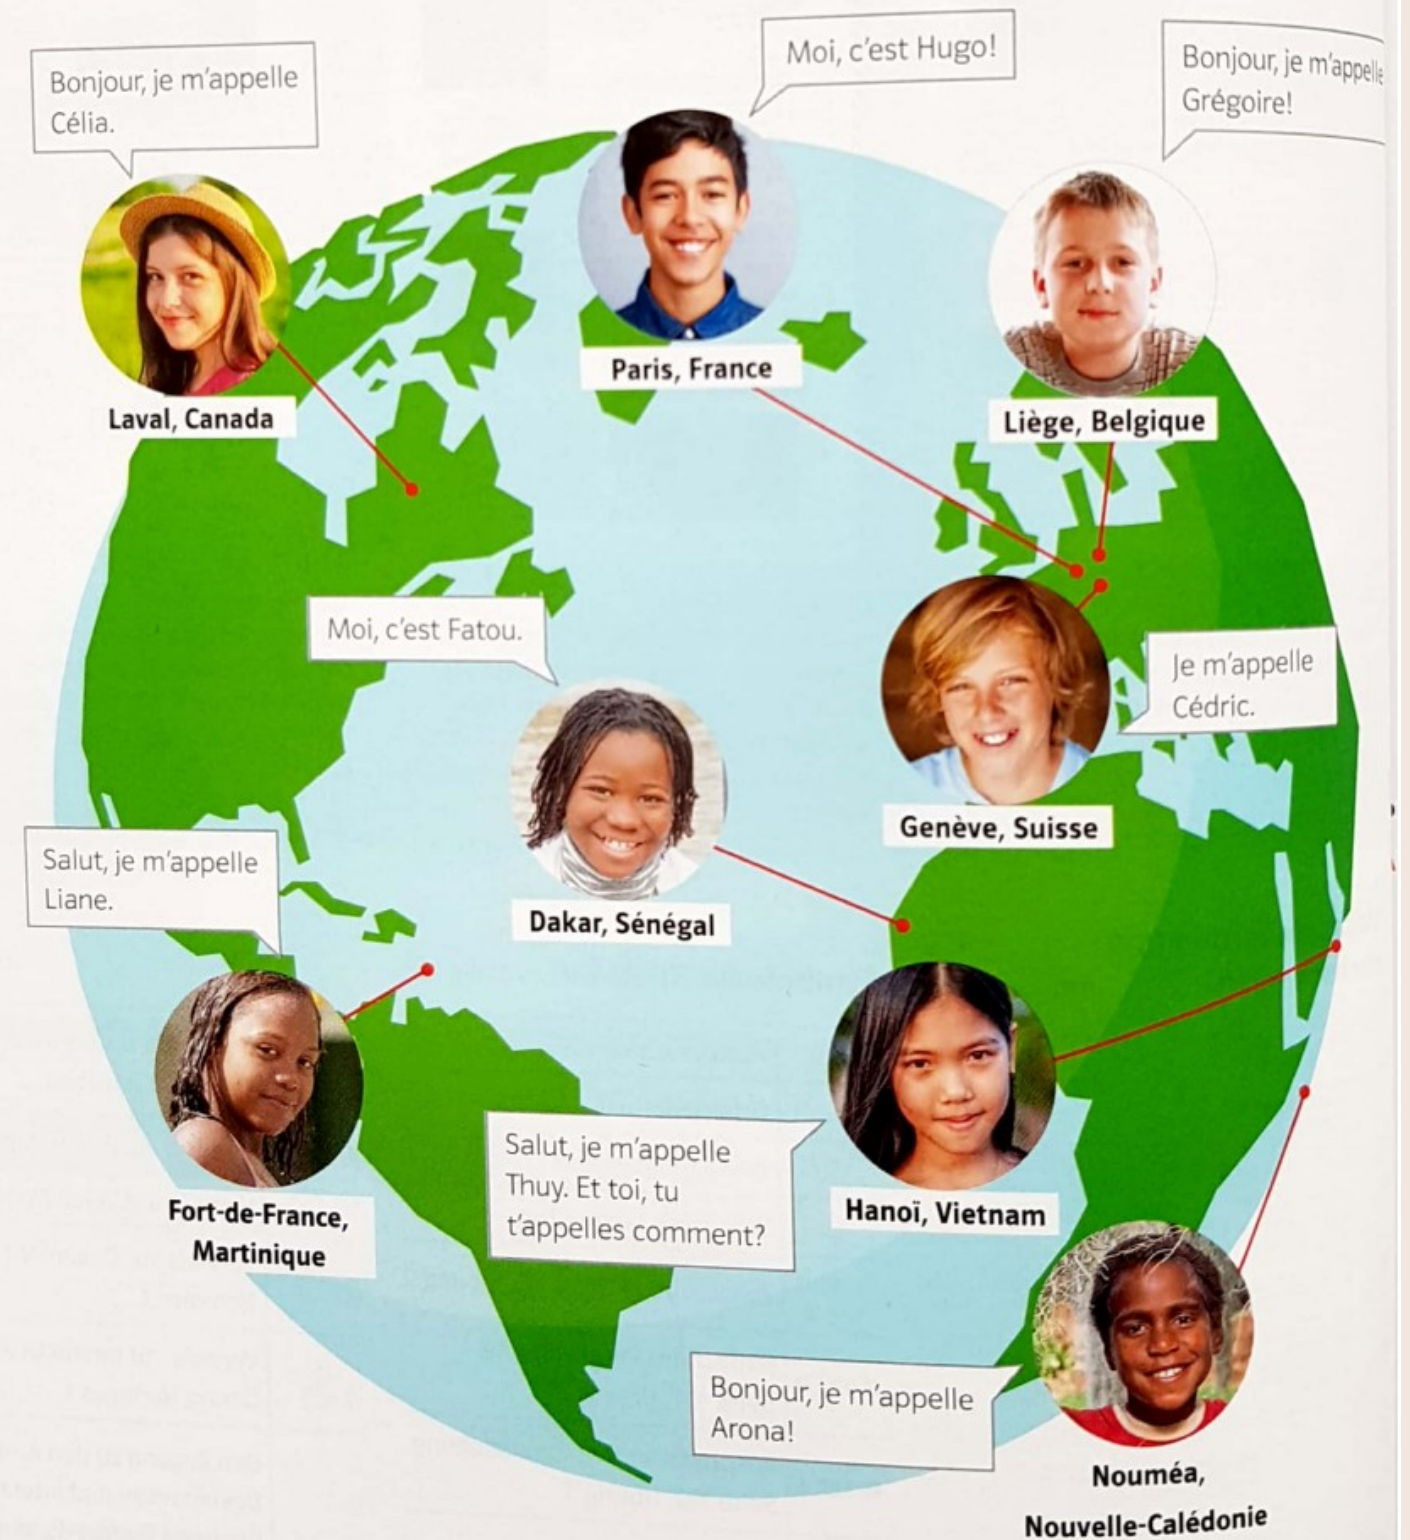 Bonjour, je m'appelle
Célia.
Moi, c'est Hugo!
Bonjour, je m'appelle
Grégoire!
Laval, Canada
Paris, France
Liège, Belgique
Moi, c'est Fatou.
Je m'appelle
Cédric.
Genève, Suisse
Salut, je m'appelle
Liane.
Dakar, Sénégal
Fort-de-France,
Martinique
Salut, je m'appelle
Thuy. Et toi, tu
t'appelles comment?
Hanoï, Vietnam
Bonjour, je m'appelle
Arona!
Nouméa,
Nouvelle-Calédonie